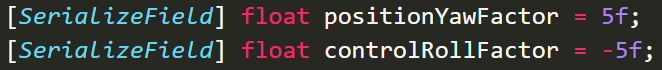 [SerializeField] float positionYawFactor = 5f;
[SerializeField] float controlRollFactor = -5f;